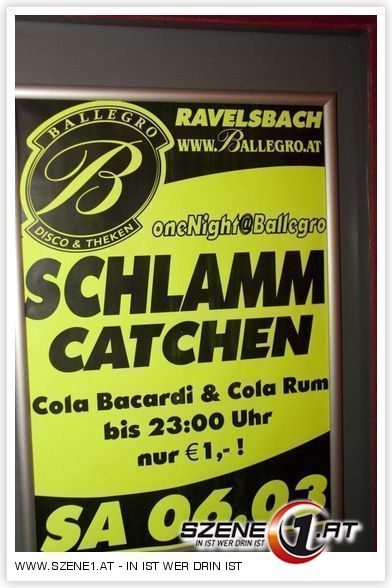 BALLEGRO
B
DISCO & THEKEN
RAVELSBACH
WWW.BALLEGRO.AT
oneNight@Ballegro
SCHLAMM
CATCHEN
Cola Bacardi & Cola Rum
bis 23:00 Uhr
nur €1,- !
SA 06.03
SZENE1.AT
IN IST WER DRIN IST
WWW.SZENE1.AT - IN IST WER DRIN IST